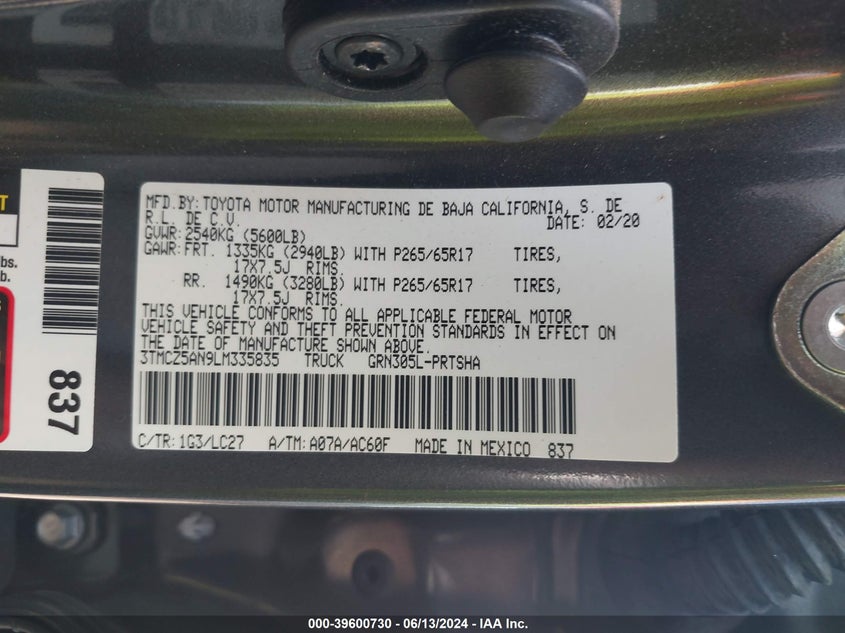 MFD.BY: TOYOTA MOTOR MANUFACTURING DE BAJA CALIFORNIA, S. DE
R.L. DE C.V. DATE: 02/20
GVWR: 2540KG (5600LB)
GAWR: FRT. 1335KG (2940LB) WITH P265/65R17 TIRES,
17X7.5J RIMS.
RR. 1490KG (3280LB) WITH P265/65R17 TIRES,
17X7.5J RIMS.
THIS VEHICLE CONFORMS TO ALL APPLICABLE FEDERAL MOTOR
VEHICLE SAFETY AND THEFT PREVENTION STANDARDS IN EFFECT ON
THE DATE OF MANUFACTURE SHOWN ABOVE.
3TMCZ5AN9LM335835 TRUCK GRN305L-PRTSHA
C/TR: 1G3/LC27 A/TM: A07A/AC60F MADE IN MEXICO 837
T
lbs.
b.
S
837
000-39600730 - 06/13/2024 - IAA Inc.